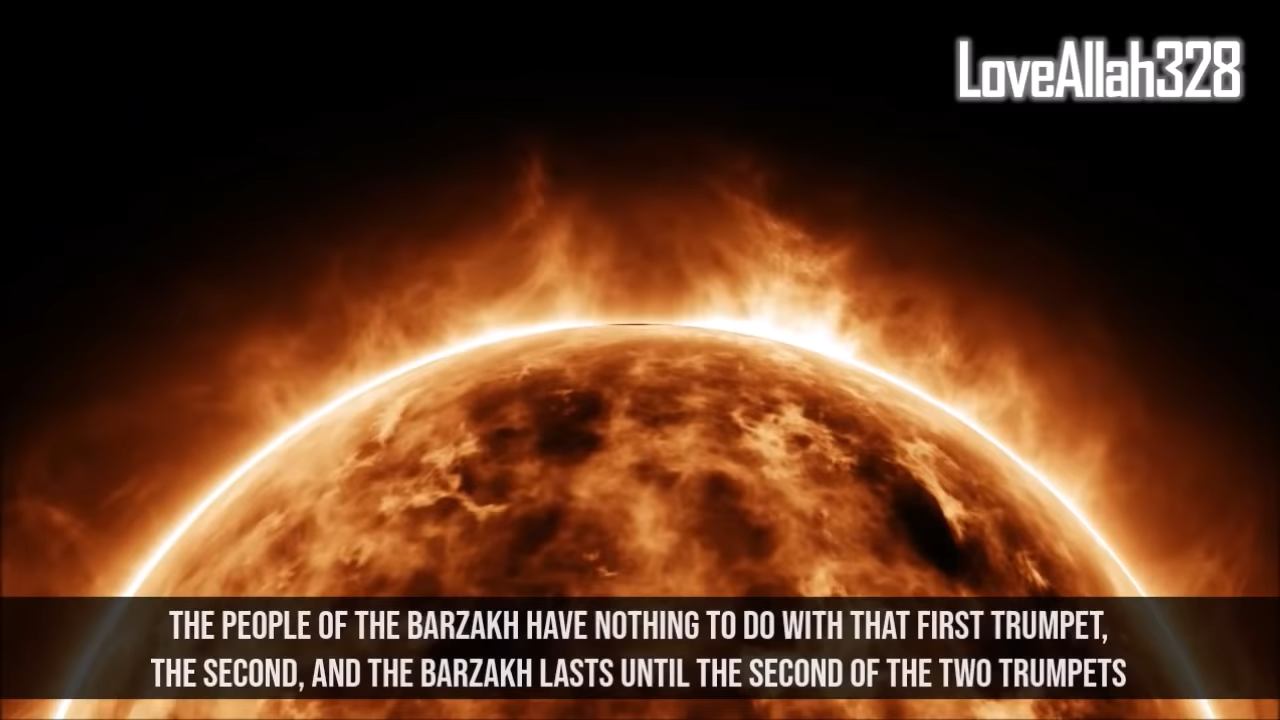 LoveAllah328
THE PEOPLE OF THE BARZAKH HAVE NOTHING TO DO WITH THAT FIRST TRUMPET,
THE SECOND, AND THE BARZAKH LASTS UNTIL THE SECOND OF THE TWO TRUMPETS